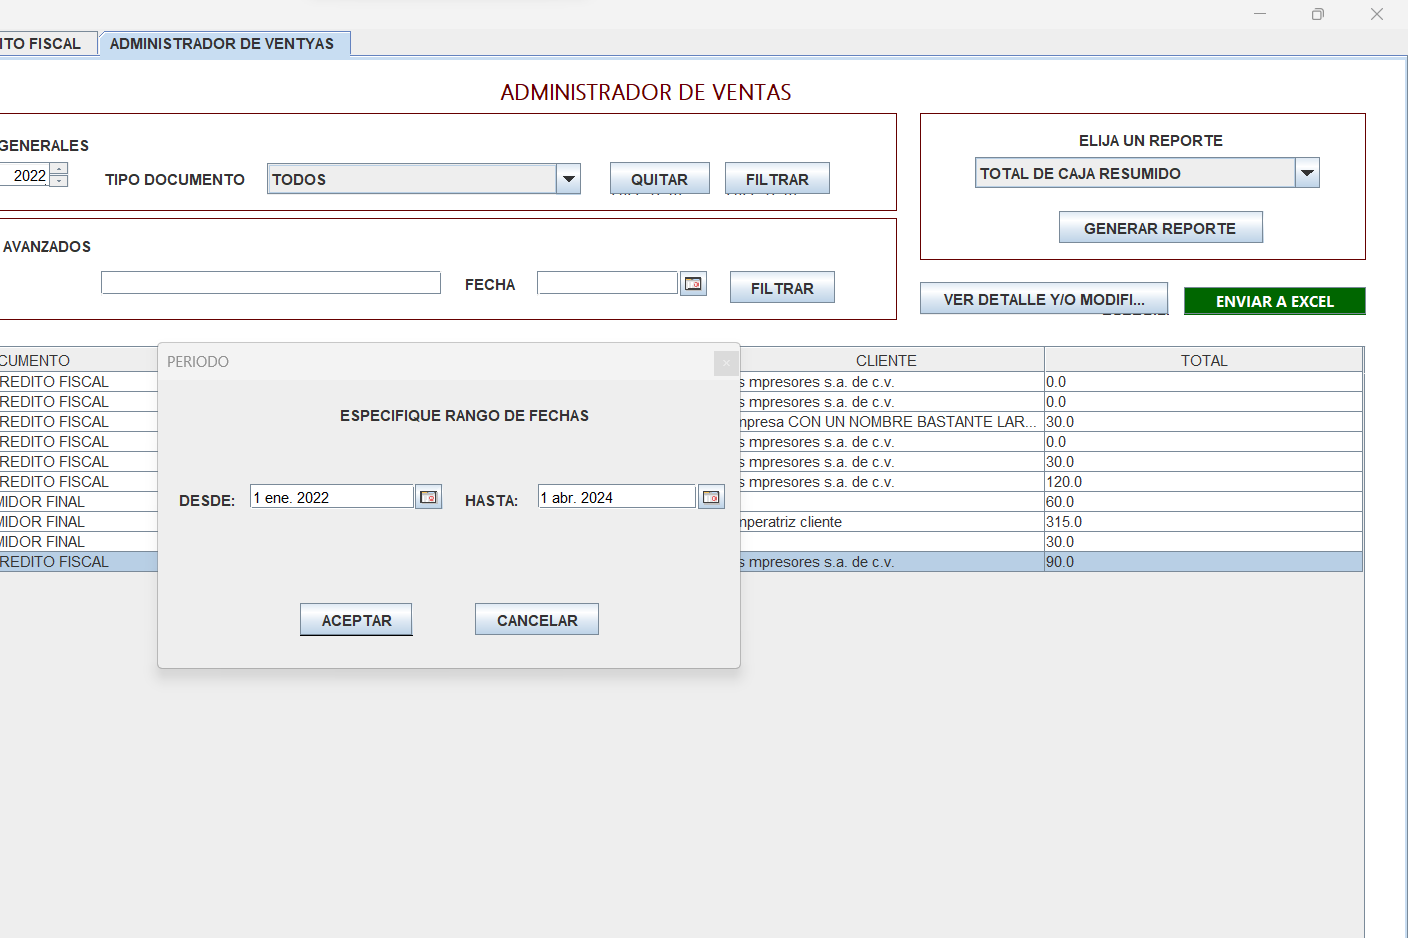 ITO FISCAL
ADMINISTRADOR DE VENTYAS
ADMINISTRADOR DE VENTAS
GENERALES
2022
TIPO DOCUMENTO
TODOS
QUITAR
FILTRAR
ELIJA UN REPORTE
TOTAL DE CAJA RESUMIDO
GENERAR REPORTE
AVANZADOS
FECHA
FILTRAR
VER DETALLE Y/O MODIFI...
ENVIAR A EXCEL
CUMENTO
CLIENTE
TOTAL
REDITO FISCAL
s mpresores s.a. de c.v.
0.0
REDITO FISCAL
s mpresores s.a. de c.v.
0.0
REDITO FISCAL
mpresa CON UN NOMBRE BASTANTE LAR...
30.0
REDITO FISCAL
s mpresores s.a. de c.v.
0.0
REDITO FISCAL
s mpresores s.a. de c.v.
30.0
REDITO FISCAL
s mpresores s.a. de c.v.
120.0
MIDOR FINAL
60.0
MIDOR FINAL
mperatriz cliente
315.0
MIDOR FINAL
30.0
REDITO FISCAL
s mpresores s.a. de c.v.
90.0
PERIODO
ESPECIFIQUE RANGO DE FECHAS
DESDE:
1 ene. 2022
HASTA:
1 abr. 2024
ACEPTAR
CANCELAR